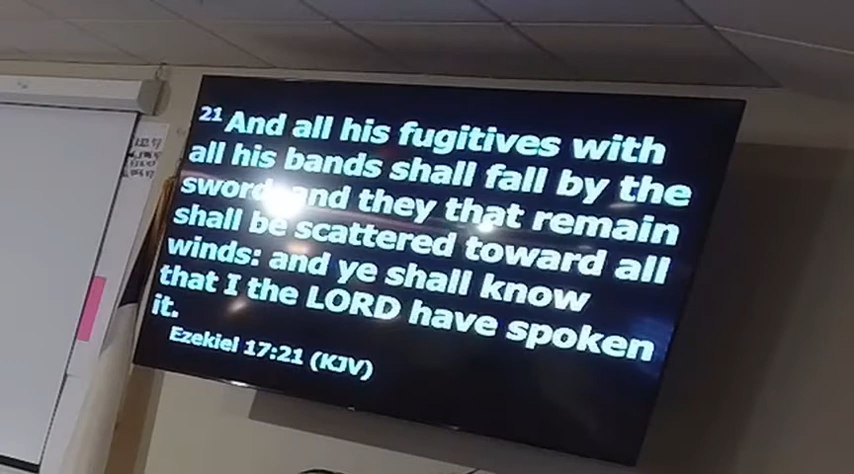 21 And all his fugitives with
all his bands shall fall by the
sword, and they that remain
shall be scattered toward all
winds: and ye shall know
that I the LORD have spoken
it.
Ezekiel 17:21 (KJV)